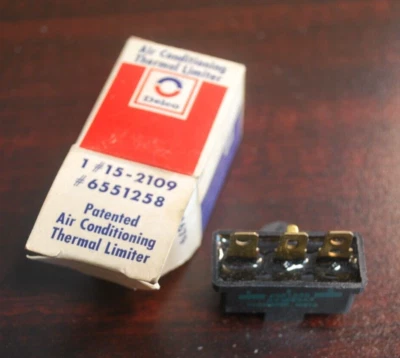 Air Conditioning
Thermal Limiter
Delco
1 #15-2109
#6551258
Patented
Air Conditioning
Thermal Limiter